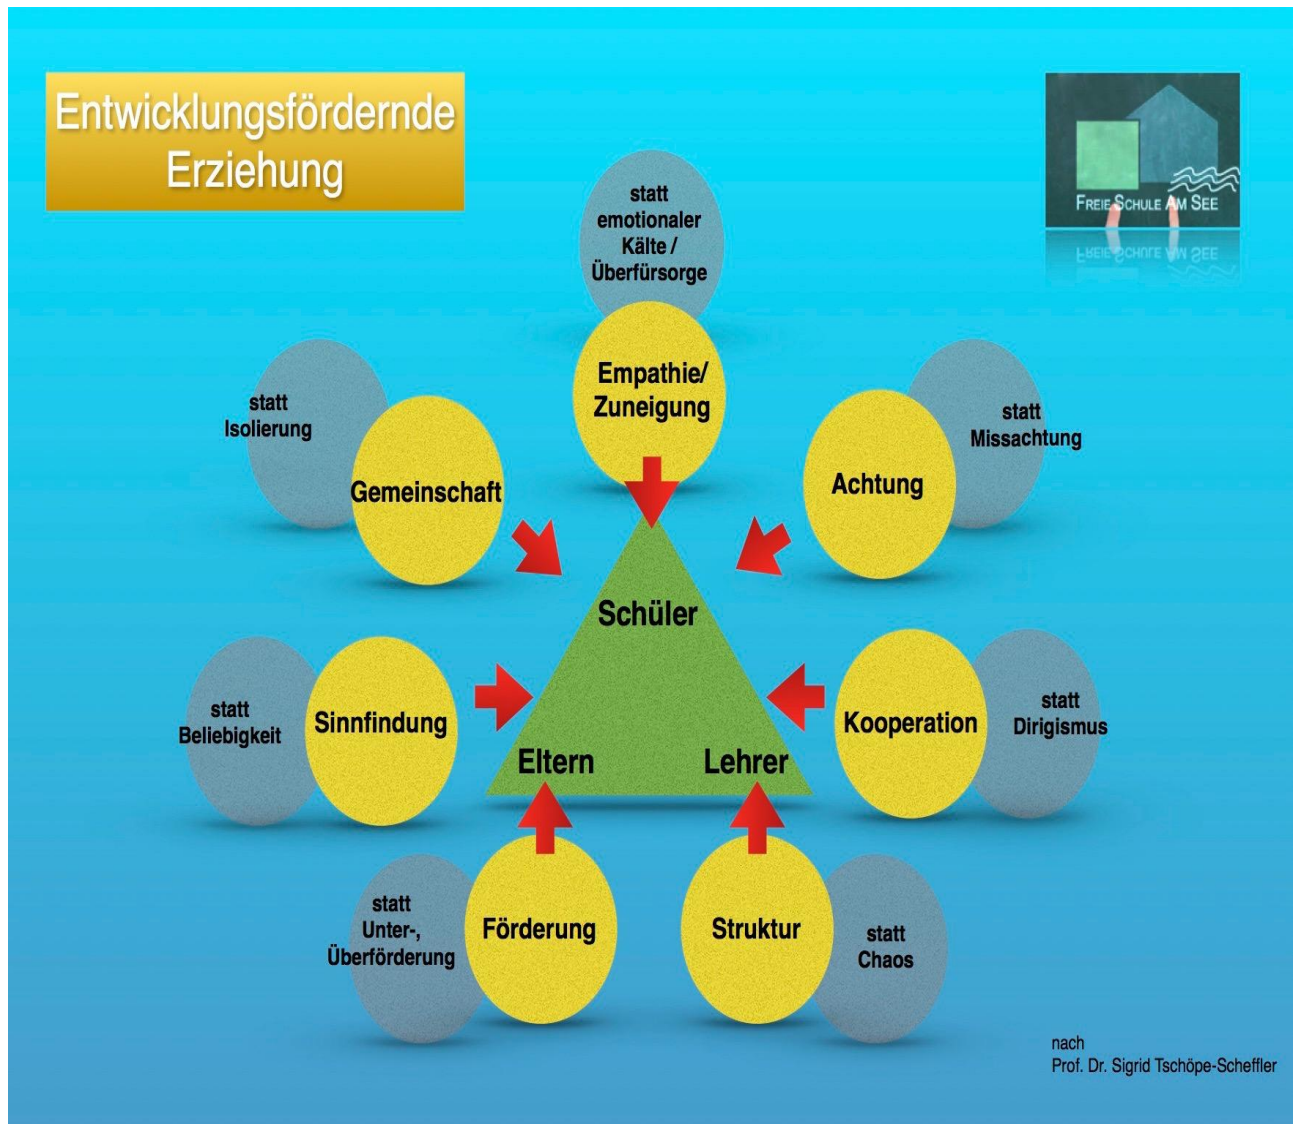 Entwicklungsfördernde
Erziehung
FREIE SCHULE AM SEE
statt
emotionaler
Kälte /
Überfürsorge
Empathie/
Zuneigung
statt
Isolierung
Gemeinschaft
statt
Missachtung
Achtung
Schüler
Eltern
Lehrer
statt
Beliebigkeit
Sinnfindung
Kooperation
statt
Dirigismus
statt
Unter-,
Überförderung
Förderung
Struktur
statt
Chaos
nach
Prof. Dr. Sigrid Tschöpe-Scheffler